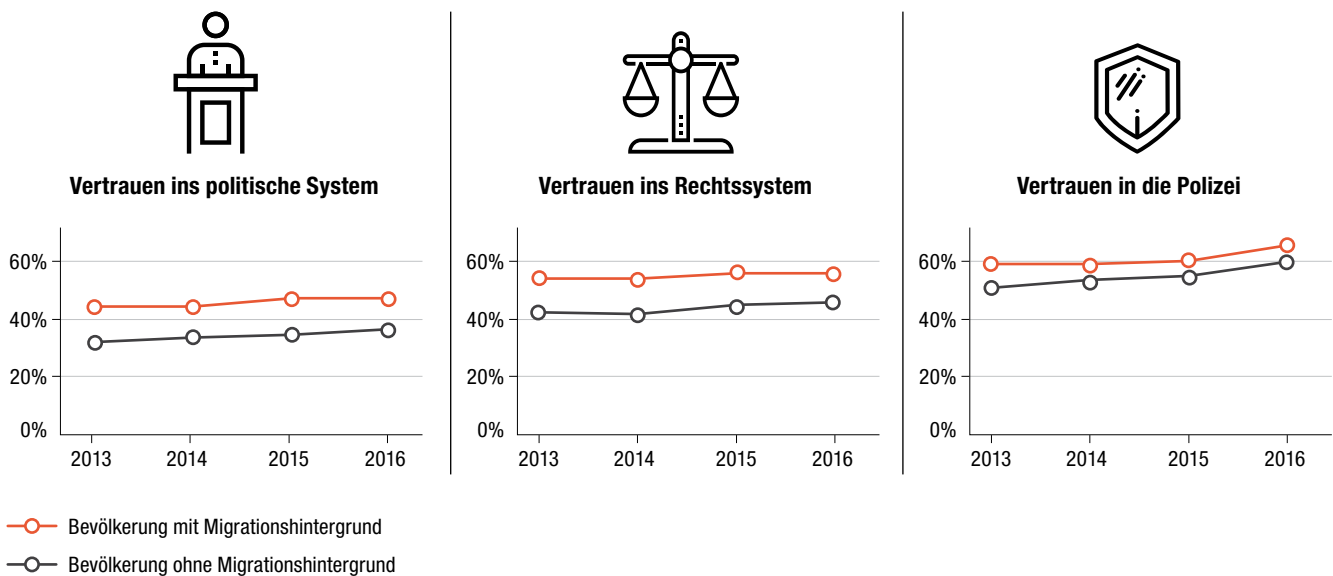 Vertrauen ins politische System
60%
40%
20%
0%
2013 2014 2015 2016
Vertrauen ins Rechtssystem
60%
40%
20%
0%
2013 2014 2015 2016
Vertrauen in die Polizei
60%
40%
20%
0%
2013 2014 2015 2016
Bevölkerung mit Migrationshintergrund
Bevölkerung ohne Migrationshintergrund